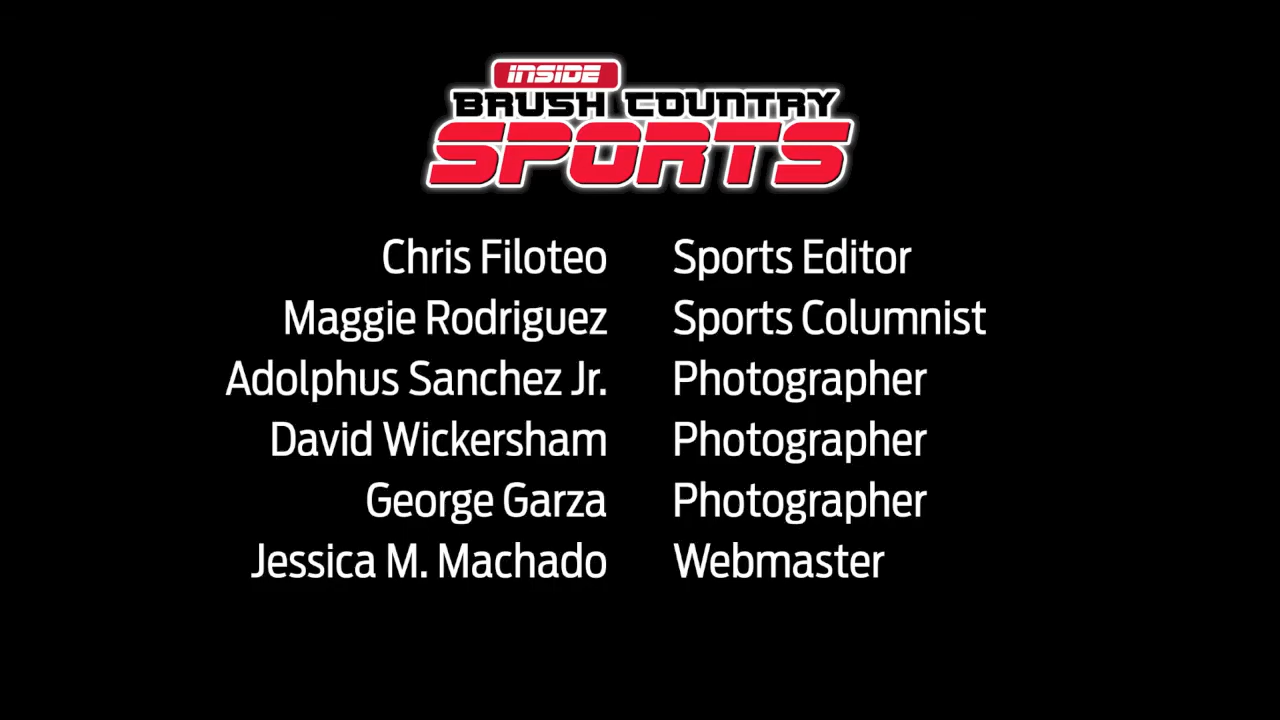 INSIDE
BRUSH COUNTRY
SPORTS
Chris Filoteo Sports Editor
Maggie Rodriguez Sports Columnist
Adolphus Sanchez Jr. Photographer
David Wickersham Photographer
George Garza Photographer
Jessica M. Machado Webmaster